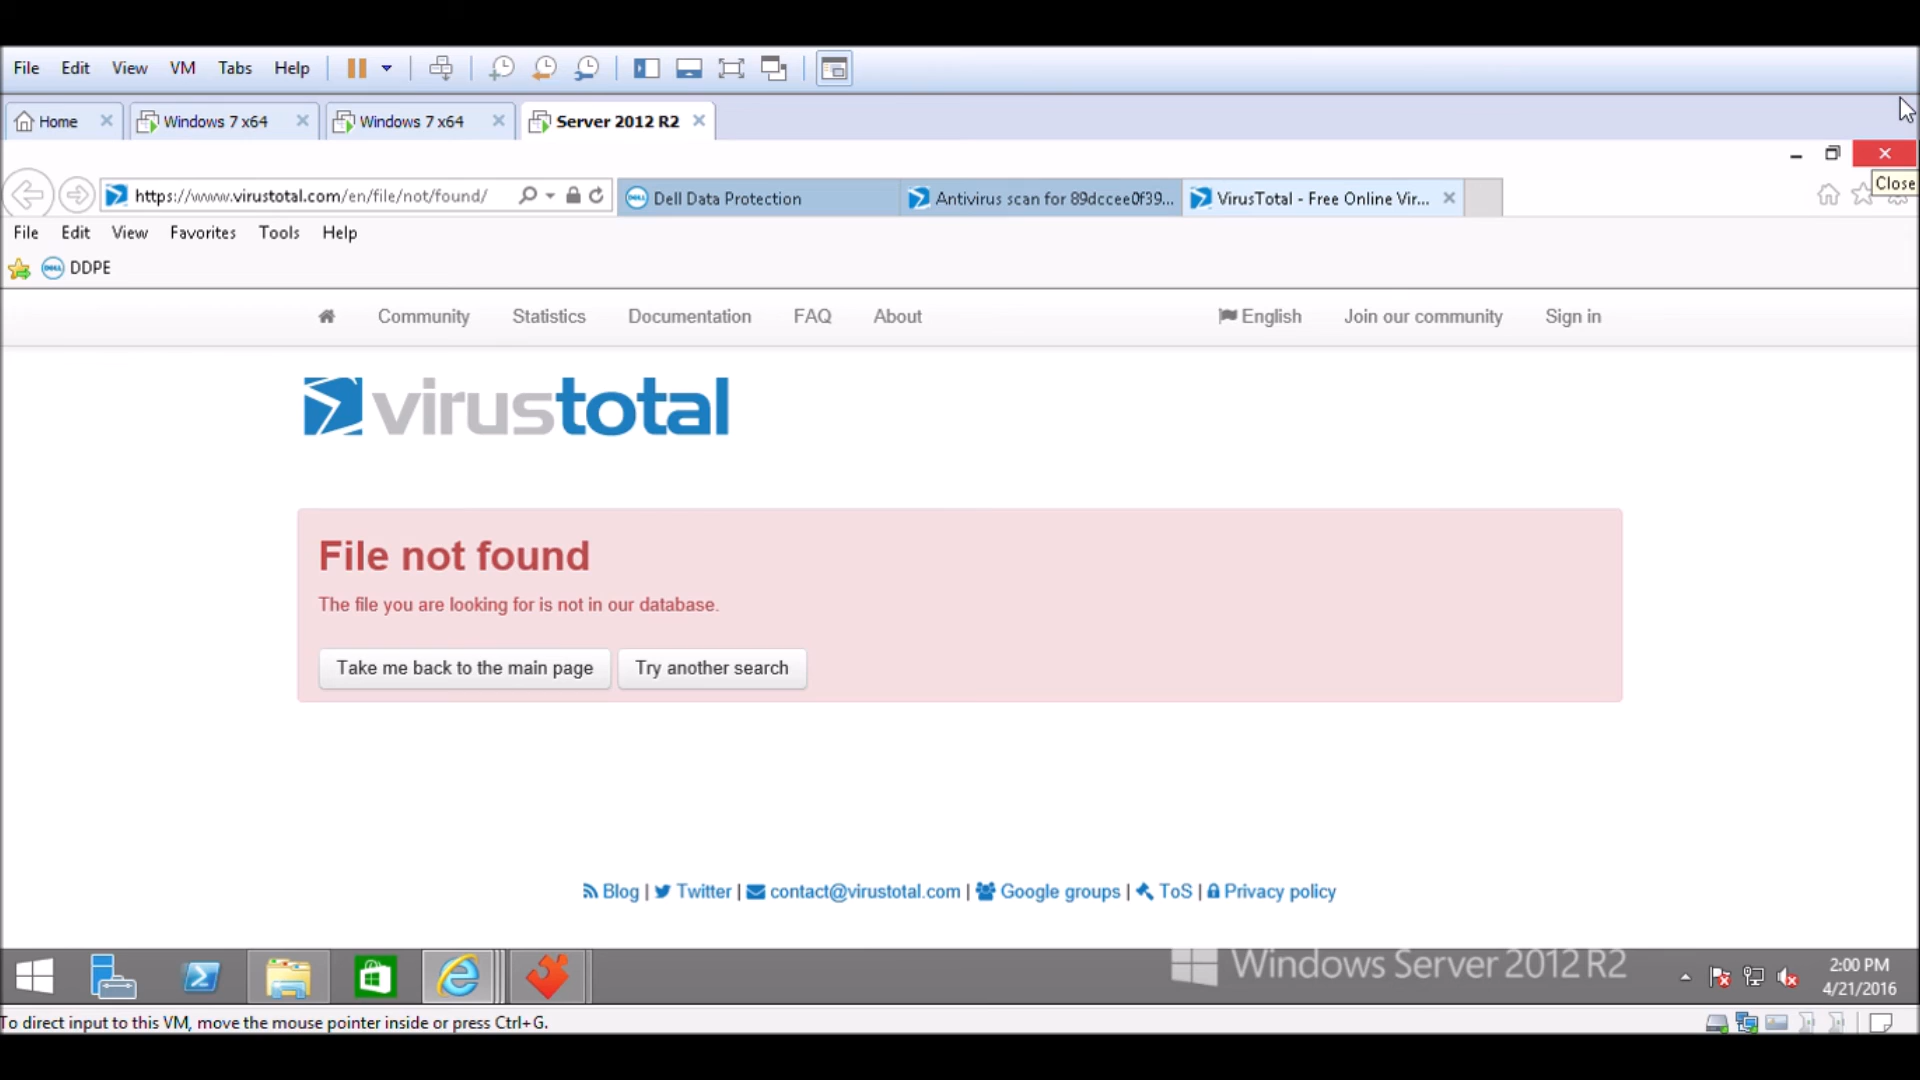 File Edit View VM Tabs Help
Home Windows 7 x64 Windows 7 x64 Server 2012 R2
https://www.virustotal.com/en/file/not/found/ Dell Data Protection Antivirus scan for 89dccee0f39... VirusTotal - Free Online Vir... Close
File Edit View Favorites Tools Help
DDPE
Community Statistics Documentation FAQ About English Join our community Sign in
virustotal
File not found
The file you are looking for is not in our database.
Take me back to the main page Try another search
Blog | Twitter | contact@virustotal.com | Google groups | ToS | Privacy policy
Windows Server 2012 R2 2:00 PM
4/21/2016
To direct input to this VM, move the mouse pointer inside or press Ctrl+G.